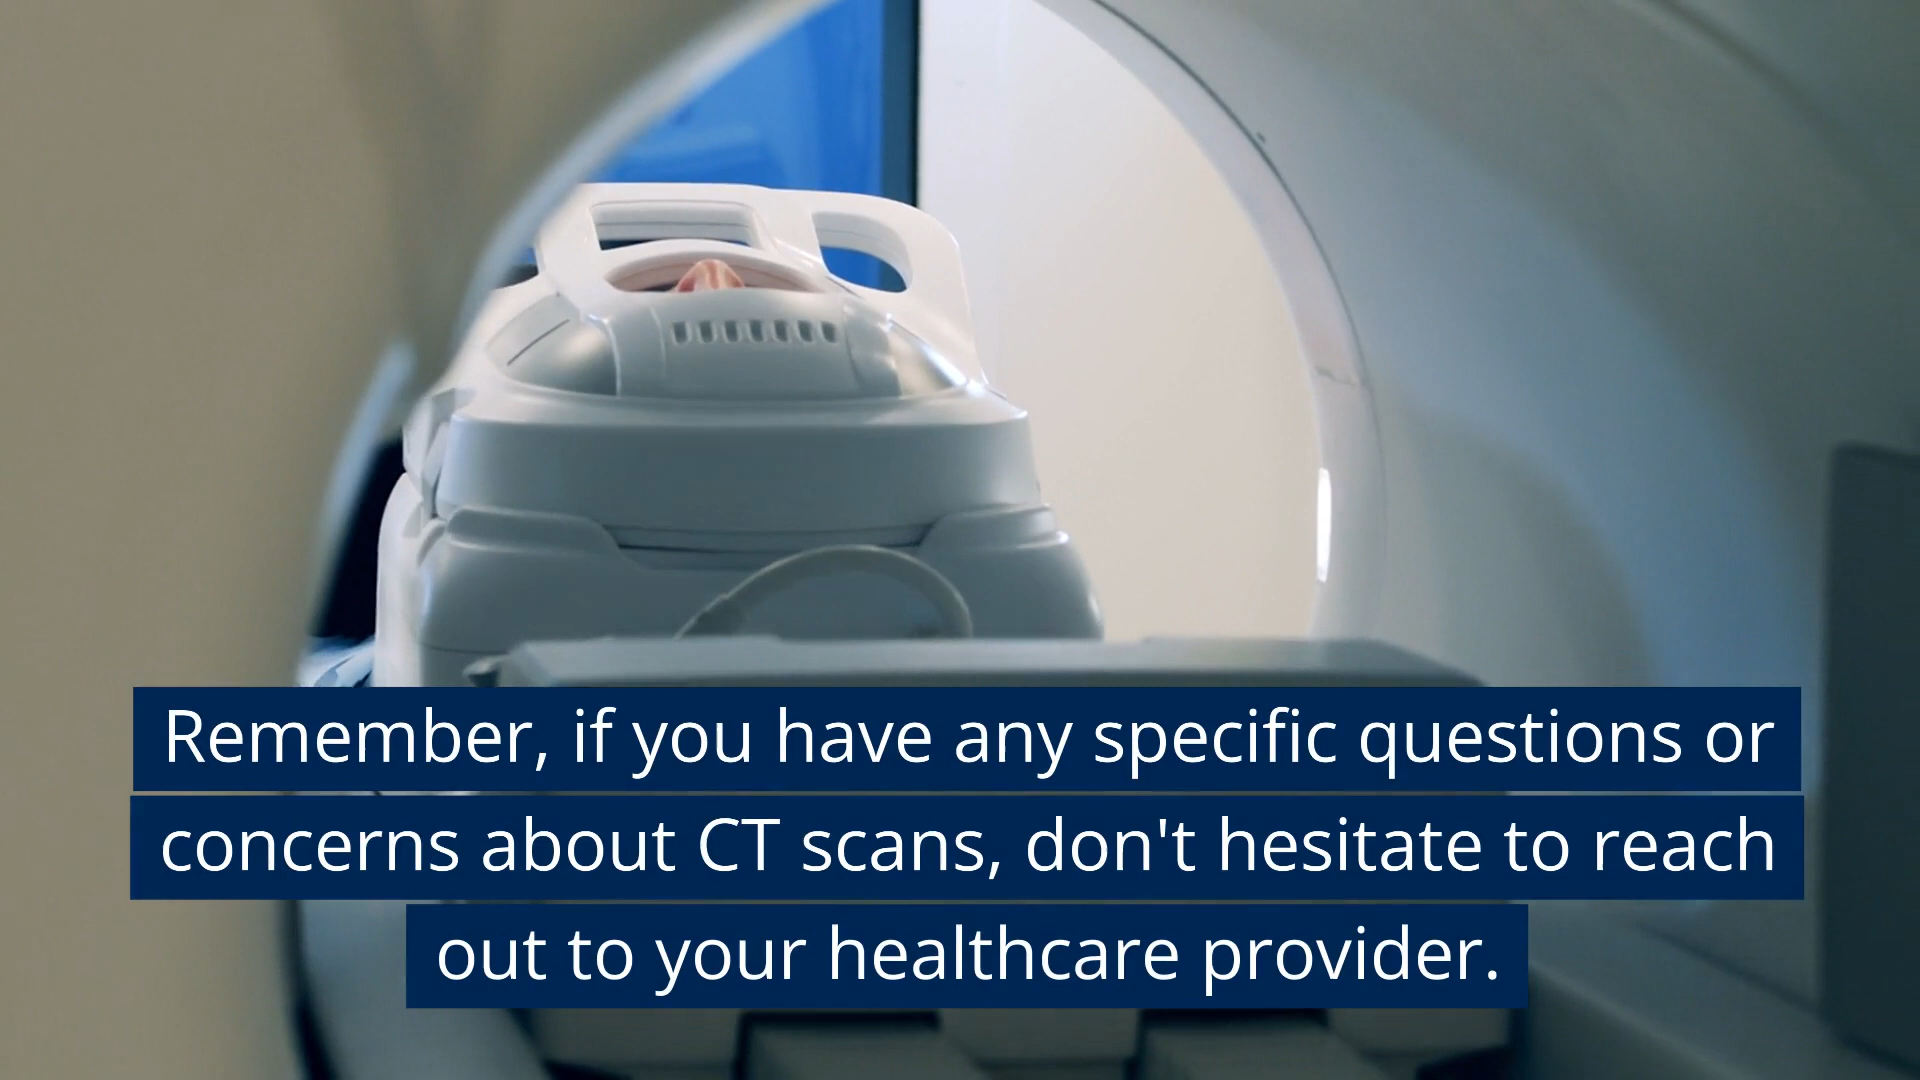 Remember, if you have any specific questions or
concerns about CT scans, don't hesitate to reach
out to your healthcare provider.